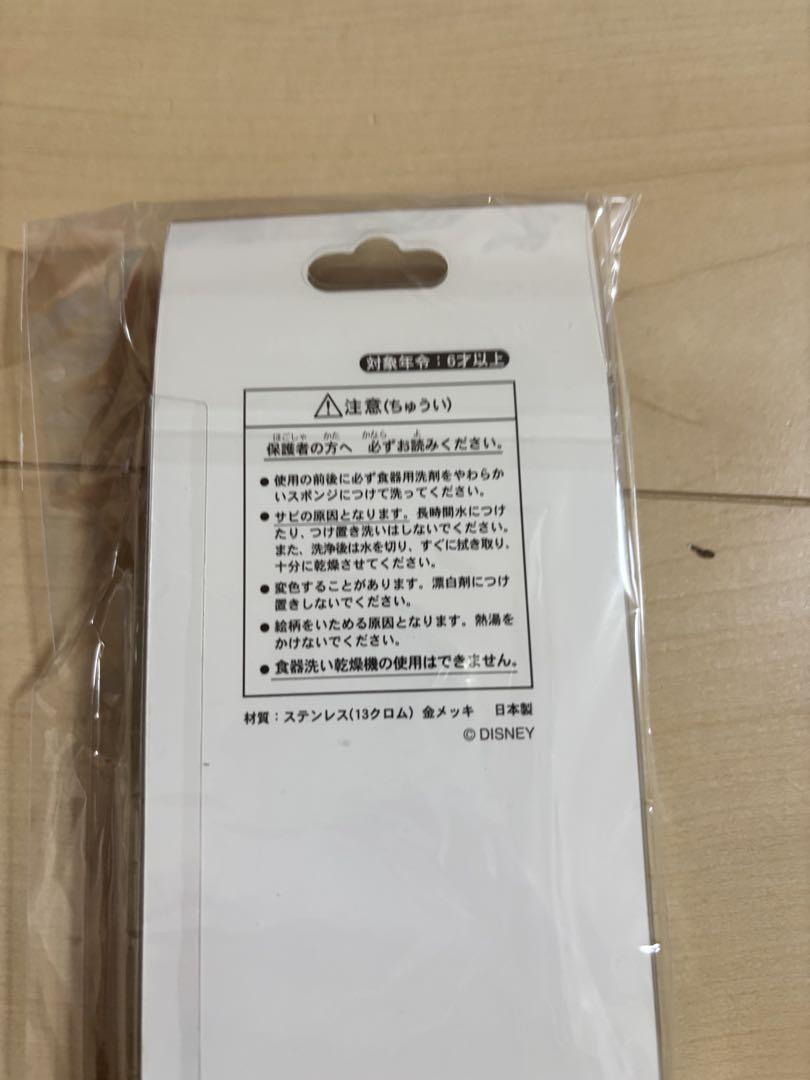 対象年令：6才以上
⚠注意(ちゅうい)
ほごしゃ かた かなら よ
保護者の方へ 必ずお読みください。
● 使用の前後に必ず食器用洗剤をやわらか
いスポンジにつけて洗ってください。
● サビの原因となります。長時間水につけ
たり、つけ置き洗いはしないでください。
また、洗浄後は水を切り、すぐに拭き取り、
十分に乾燥させてください。
● 変色することがあります。漂白剤につけ
置きしないでください。
● 絵柄をいためる原因となります。熱湯を
かけないでください。
● 食器洗い乾燥機の使用はできません。
材質：ステンレス(13クロム) 金メッキ 日本製
© DISNEY